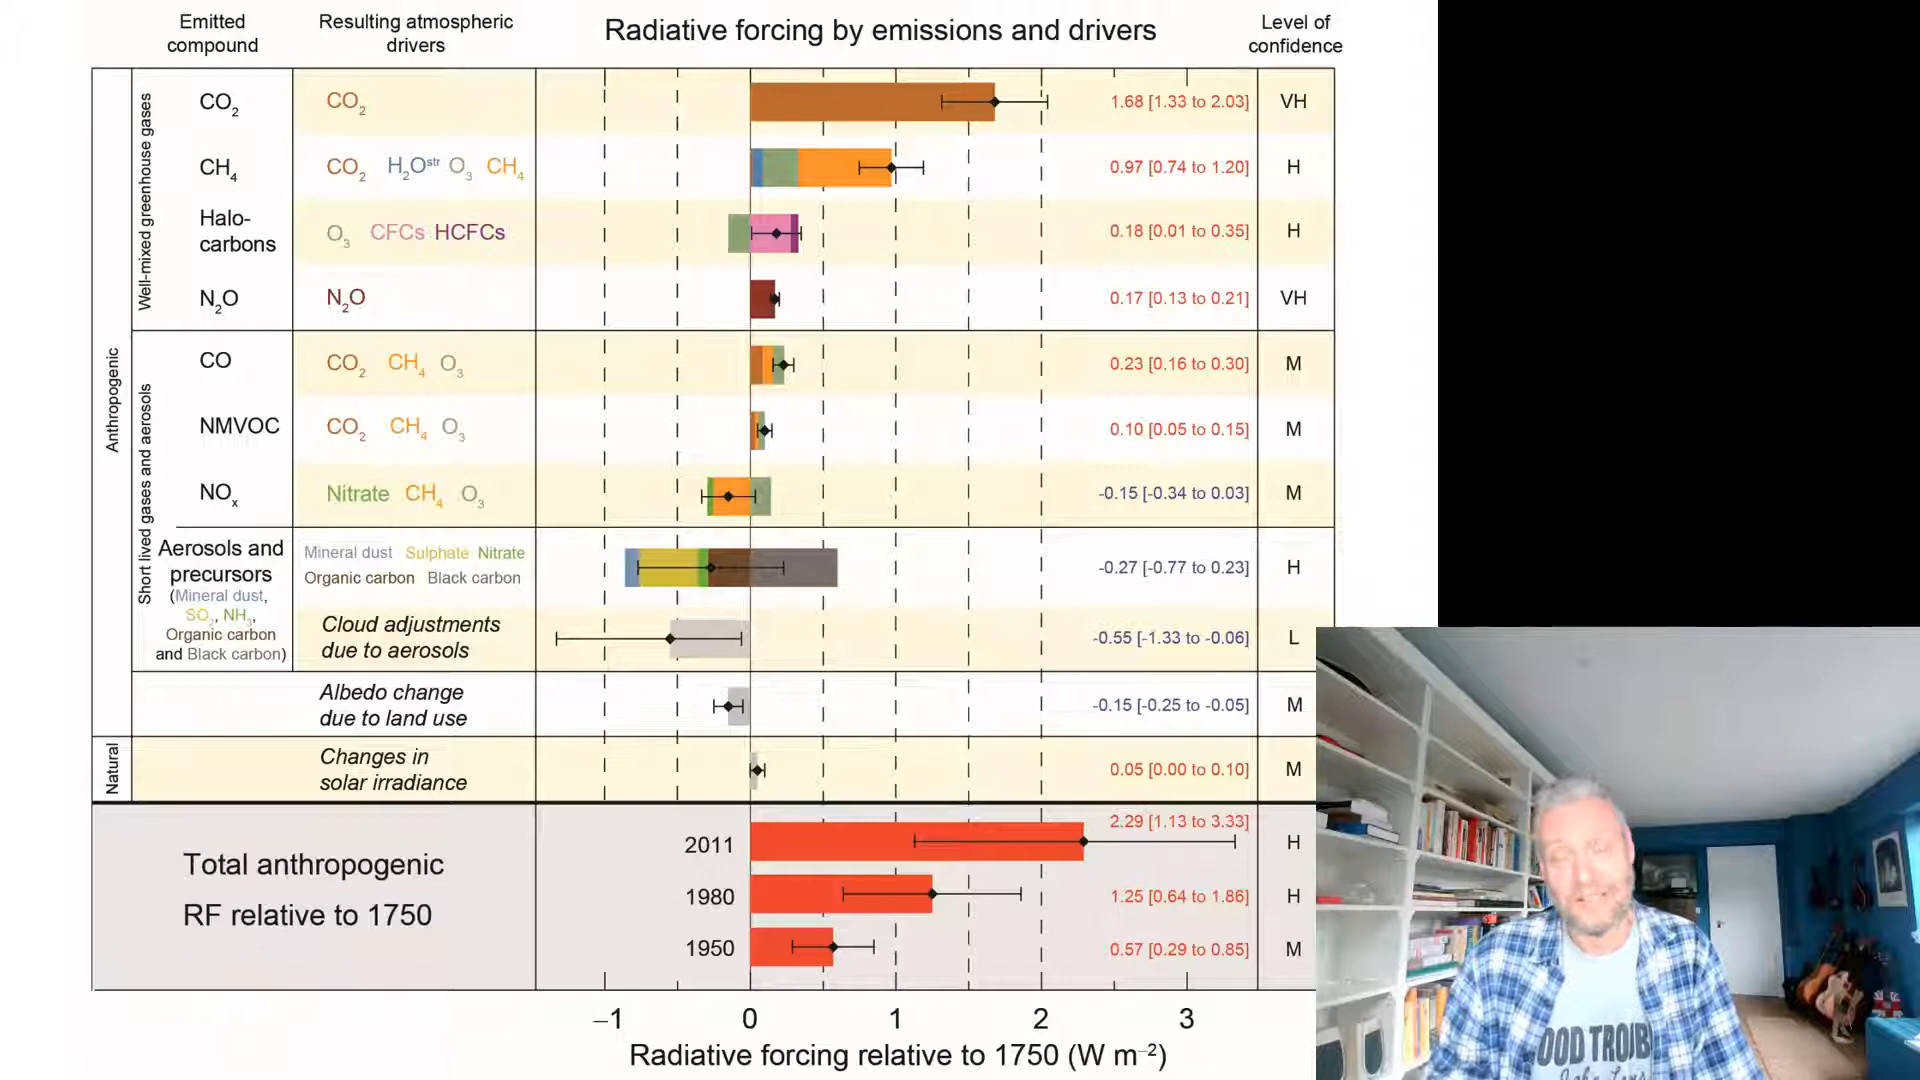 Emitted compound
Resulting atmospheric drivers
Radiative forcing by emissions and drivers
Level of confidence
Anthropogenic
Well-mixed greenhouse gases
CO2
CO2
1.68 [1.33 to 2.03]
VH
CH4
CO2 H2Ostr O3 CH4
0.97 [0.74 to 1.20]
H
Halo-
carbons
O3 CFCs HCFCs
0.18 [0.01 to 0.35]
H
N2O
N2O
0.17 [0.13 to 0.21]
VH
Short lived gases and aerosols
CO
CO2 CH4 O3
0.23 [0.16 to 0.30]
M
NMVOC
CO2 CH4 O3
0.10 [0.05 to 0.15]
M
NOx
Nitrate CH4 O3
-0.15 [-0.34 to 0.03]
M
Aerosols and
precursors
(Mineral dust,
SO2, NH3,
Organic carbon
and Black carbon)
Mineral dust Sulphate Nitrate
Organic carbon Black carbon
-0.27 [-0.77 to 0.23]
H
Cloud adjustments
due to aerosols
-0.55 [-1.33 to -0.06]
L
Albedo change
due to land use
-0.15 [-0.25 to -0.05]
M
Natural
Changes in
solar irradiance
0.05 [0.00 to 0.10]
M
Total anthropogenic
RF relative to 1750
2011
2.29 [1.13 to 3.33]
H
1980
1.25 [0.64 to 1.86]
H
1950
0.57 [0.29 to 0.85]
M
−1 0 1 2 3
Radiative forcing relative to 1750 (W m−2)
OOD TROUB